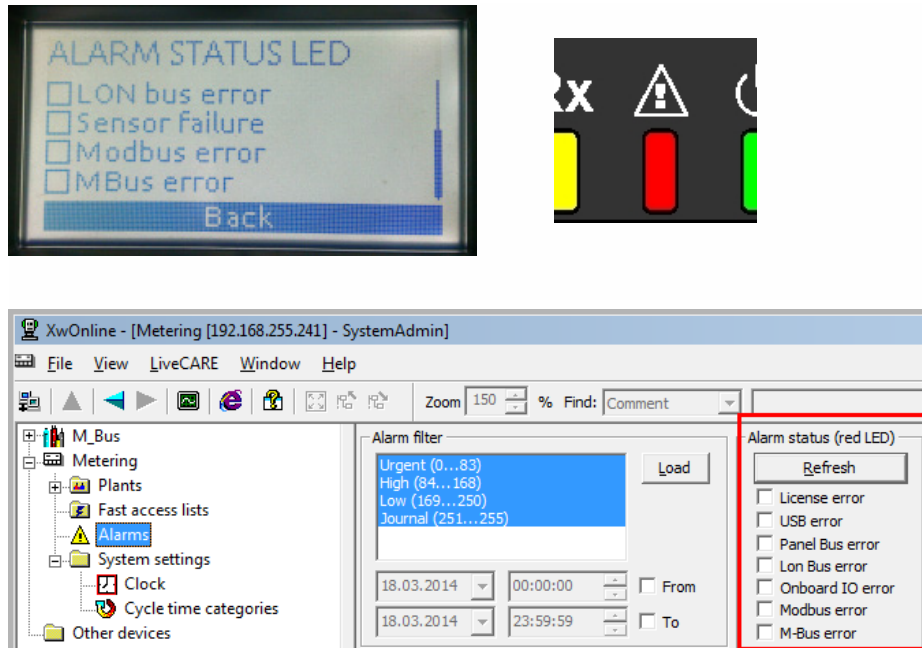 ALARM STATUS LED
LON bus error
Sensor failure
Modbus error
MBus error
Back
Rx
XwOnline - [Metering [192.168.255.241] - SystemAdmin]
File View LiveCARE Window Help
Zoom 150 % Find: Comment
M_Bus
Metering
Plants
Fast access lists
Alarms
System settings
Clock
Cycle time categories
Other devices
Alarm filter
Urgent (0...83)
High (84...168)
Low (169...250)
Journal (251...255)
Load
18.03.2014 00:00:00 From
18.03.2014 23:59:59 To
Alarm status (red LED)
Refresh
License error
USB error
Panel Bus error
Lon Bus error
Onboard IO error
Modbus error
M-Bus error